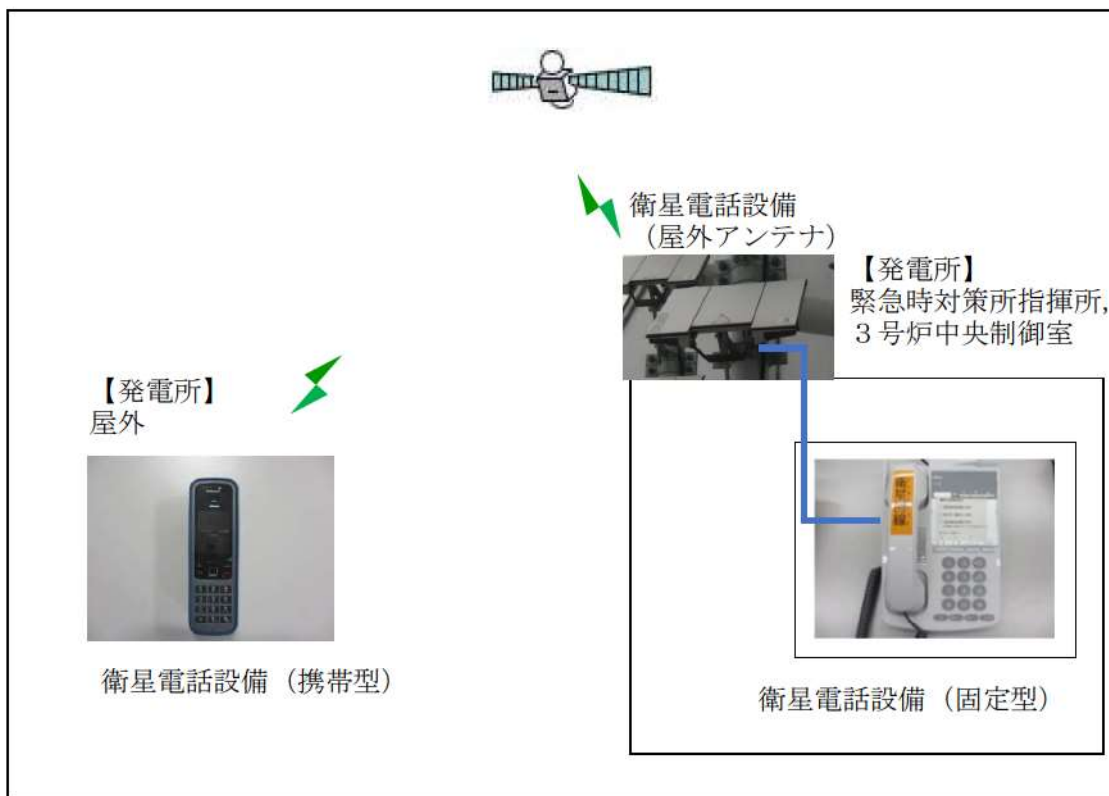 衛星電話設備
（屋外アンテナ）
【発電所】
緊急時対策所指揮所,
３号炉中央制御室
【発電所】
屋外
衛星電話設備（携帯型）
衛星電話設備（固定型）